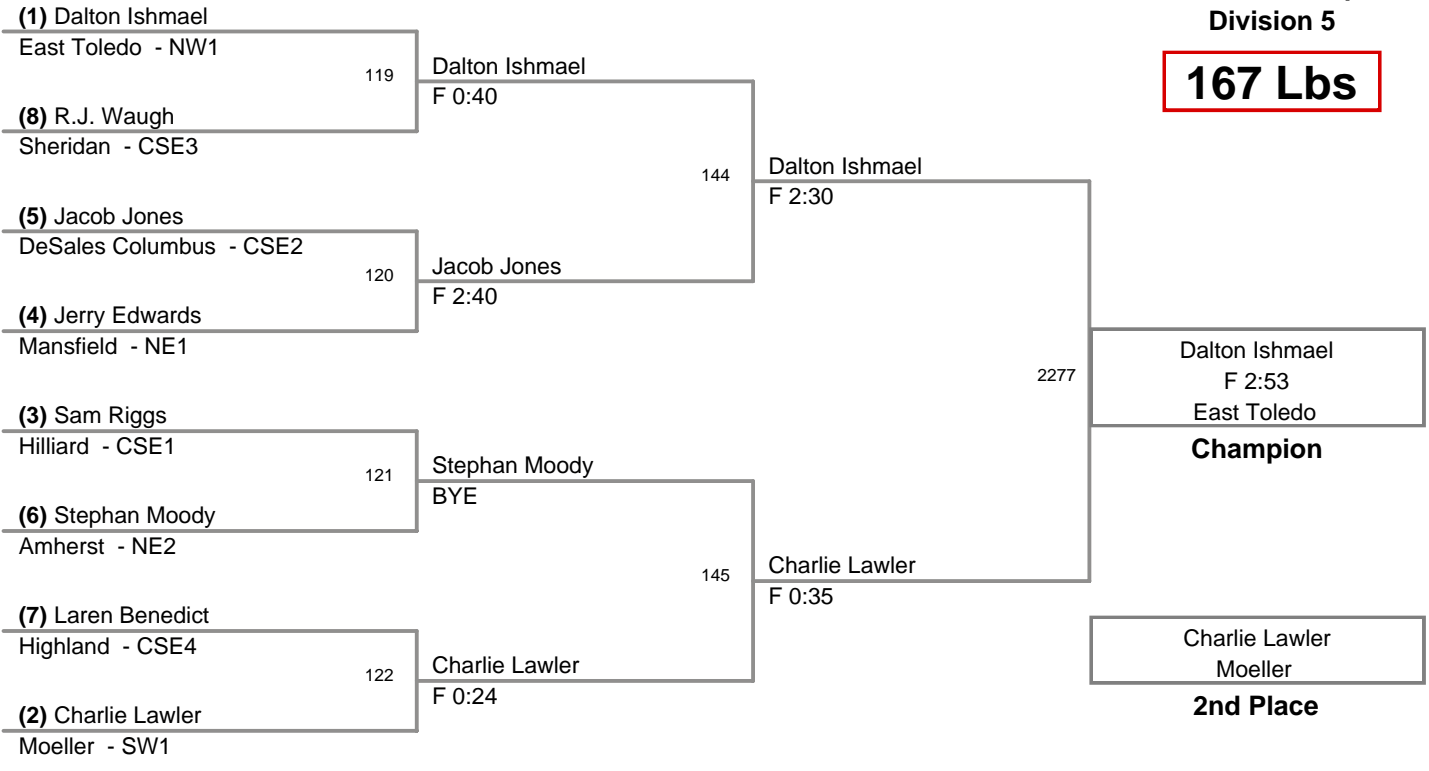 (1) Dalton Ishmael
East Toledo - NW1
119
(8) R.J. Waugh
Sheridan - CSE3
(5) Jacob Jones
DeSales Columbus - CSE2
120
(4) Jerry Edwards
Mansfield - NE1
(3) Sam Riggs
Hilliard - CSE1
121
(6) Stephan Moody
Amherst - NE2
(7) Laren Benedict
Highland - CSE4
122
(2) Charlie Lawler
Moeller - SW1
Dalton Ishmael
F 0:40
144
Jacob Jones
F 2:40
Stephan Moody
BYE
145
Charlie Lawler
F 0:24
Dalton Ishmael
F 2:30
2277
Charlie Lawler
F 0:35
Division 5
167 Lbs
Dalton Ishmael
F 2:53
East Toledo
Champion
Charlie Lawler
Moeller
2nd Place